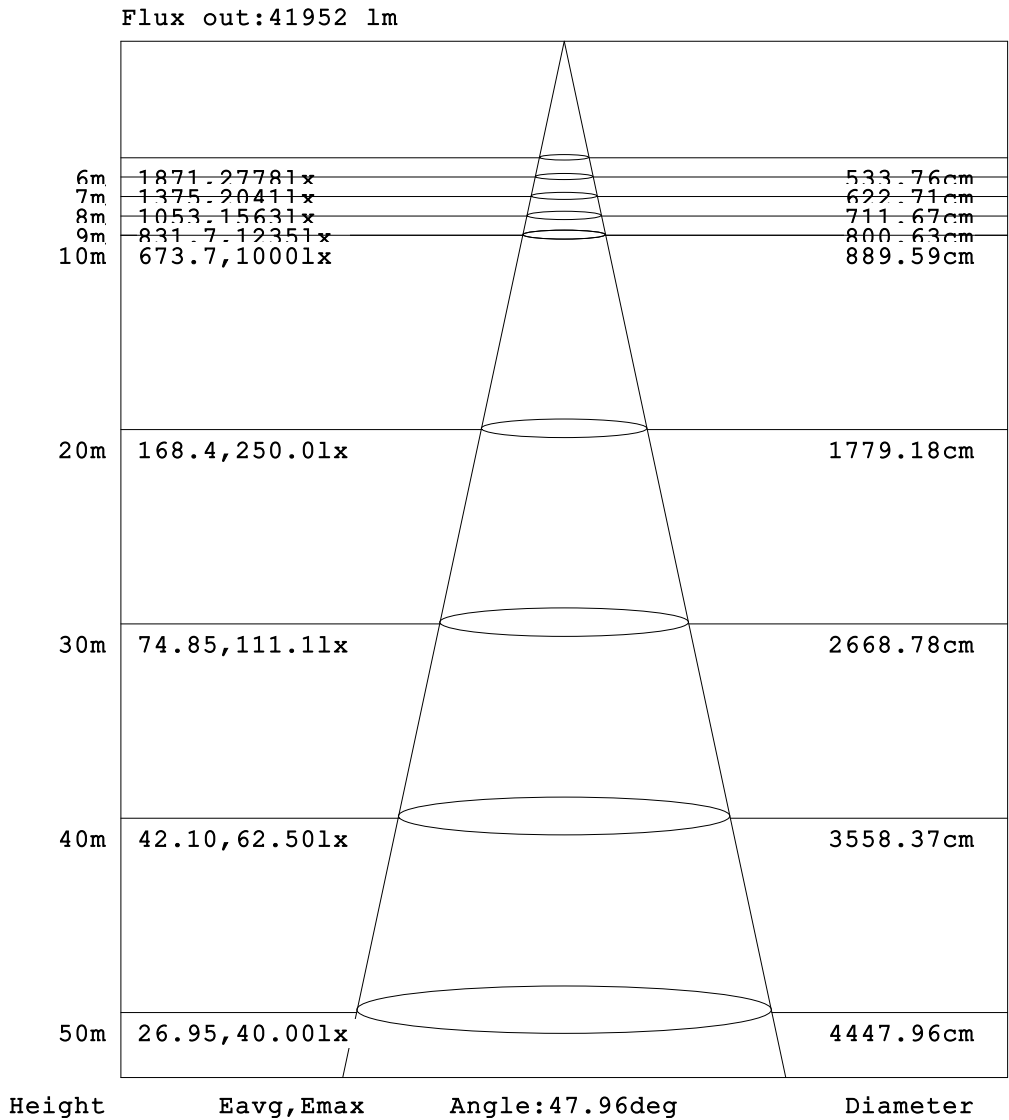 Flux out:41952 lm
6m 1871,2778lx 533.76cm
7m 1375,2041lx 622.71cm
8m 1053,1563lx 711.67cm
9m 831.7,1235lx 800.63cm
10m 673.7,1000lx 889.59cm
20m 168.4,250.0lx 1779.18cm
30m 74.85,111.1lx 2668.78cm
40m 42.10,62.50lx 3558.37cm
50m 26.95,40.00lx 4447.96cm
Height Eavg,Emax Angle:47.96deg Diameter